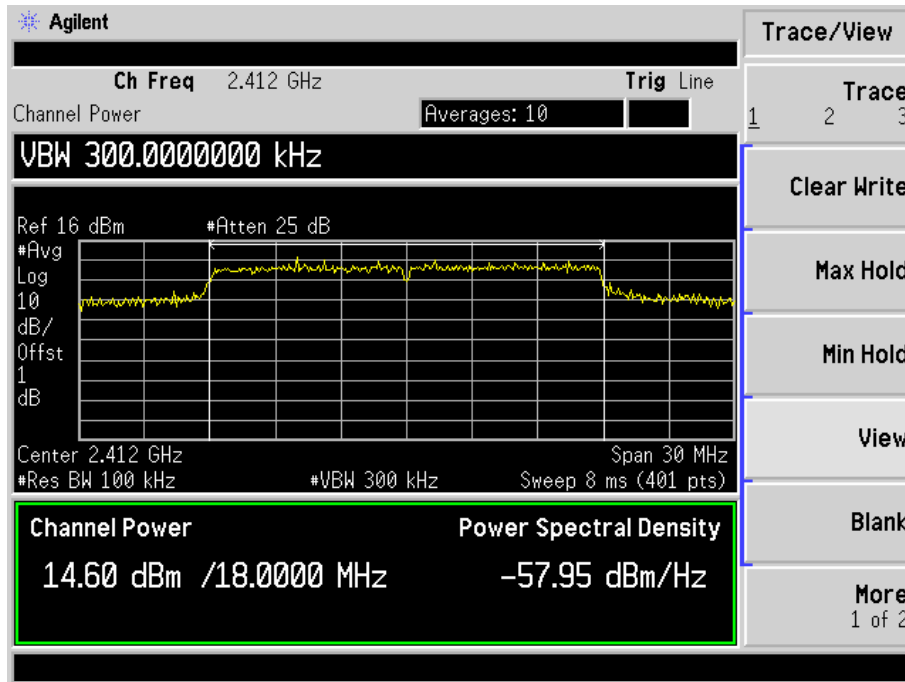 Agilent
Trace/View
Ch Freq 2.412 GHz Trig Line
Channel Power Averages: 10
Trace
1 2 3
VBW 300.0000000 kHz
Clear Write
Ref 16 dBm #Atten 25 dB
#Avg
Log
10
dB/
Offst
1
dB
Max Hold
Min Hold
Center 2.412 GHz Span 30 MHz
#Res BW 100 kHz #VBW 300 kHz Sweep 8 ms (401 pts)
View
Channel Power Power Spectral Density
14.60 dBm /18.0000 MHz -57.95 dBm/Hz
Blank
More
1 of 2